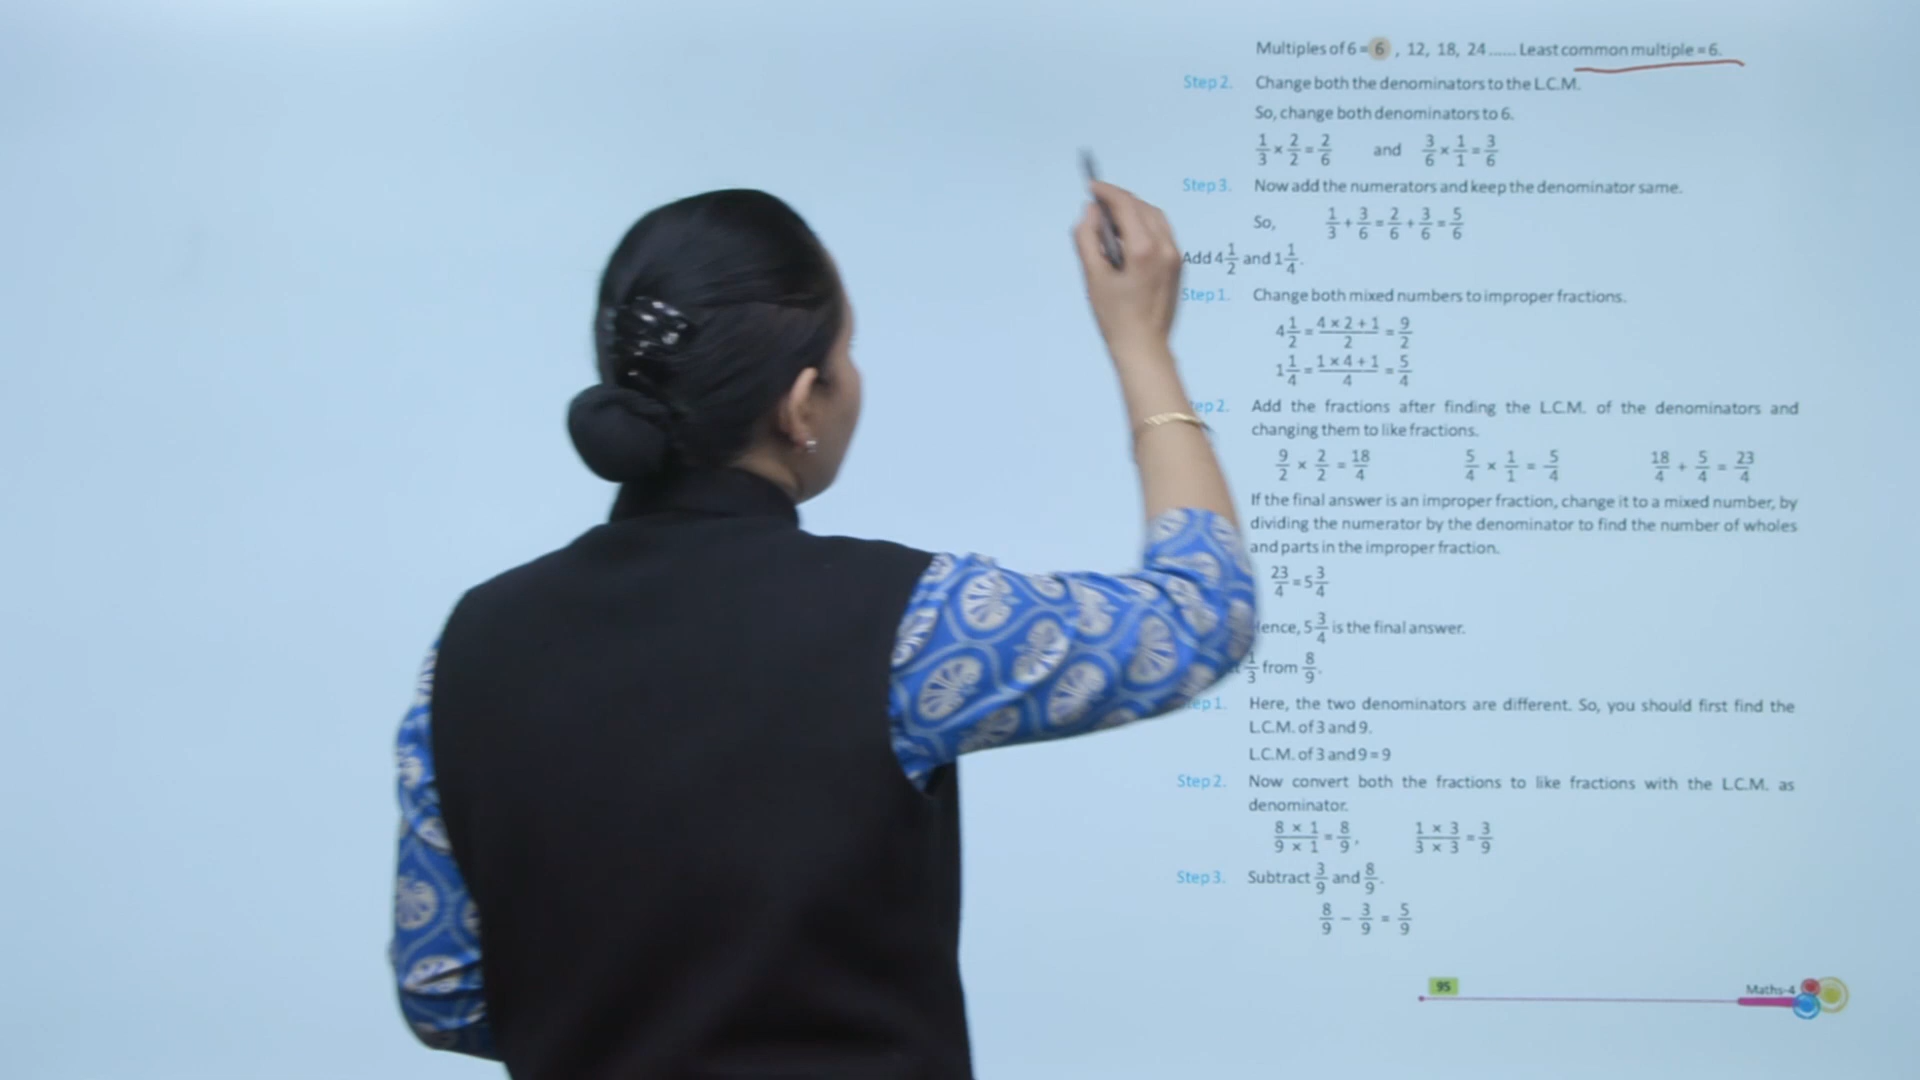 Multiples of 6 = 6 , 12, 18, 24 ...... Least common multiple = 6.
Step 2. Change both the denominators to the L.C.M.
So, change both denominators to 6.
1/3 × 2/2 = 2/6 and 3/6 × 1/1 = 3/6
Step 3. Now add the numerators and keep the denominator same.
So, 1/3 + 3/6 = 2/6 + 3/6 = 5/6
Add 4 1/2 and 1 1/4.
Step 1. Change both mixed numbers to improper fractions.
4 1/2 = 4 × 2 + 1/2 = 9/2
1 1/4 = 1 × 4 + 1/4 = 5/4
tep 2. Add the fractions after finding the L.C.M. of the denominators and
changing them to like fractions.
9/2 × 2/2 = 18/4 5/4 × 1/1 = 5/4 18/4 + 5/4 = 23/4
If the final answer is an improper fraction, change it to a mixed number, by
dividing the numerator by the denominator to find the number of wholes
and parts in the improper fraction.
23/4 = 5 3/4
ence, 5 3/4 is the final answer.
1/3 from 8/9.
ep 1. Here, the two denominators are different. So, you should first find the
L.C.M. of 3 and 9.
L.C.M. of 3 and 9 = 9
Step 2. Now convert both the fractions to like fractions with the L.C.M. as
denominator.
8 × 1/9 × 1 = 8/9, 1 × 3/3 × 3 = 3/9
Step 3. Subtract 3/9 and 8/9.
8/9 − 3/9 = 5/9
95 Maths-4